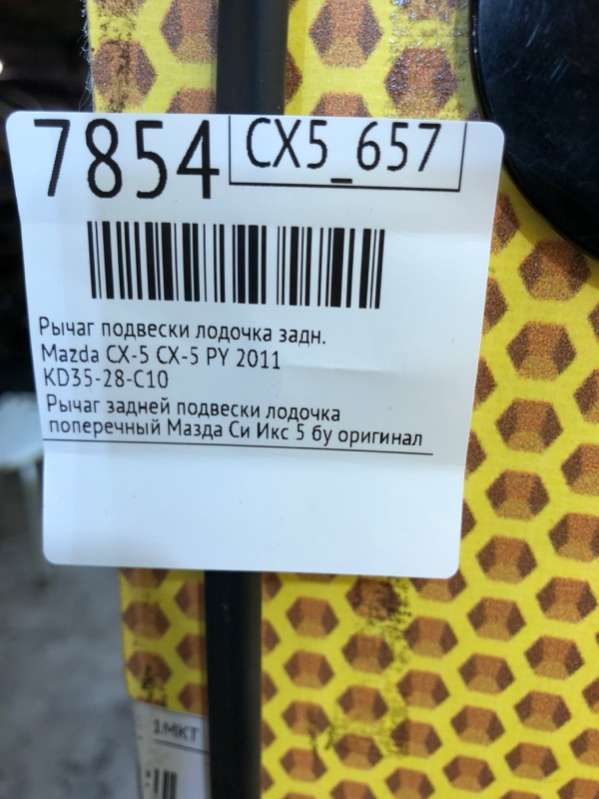 7854
CX5_657
Рычаг подвески лодочка задн.
Mazda CX-5 CX-5 PY 2011
KD35-28-C10
Рычаг задней подвески лодочка
поперечный Мазда Си Икс 5 бу оригинал
1МКТ